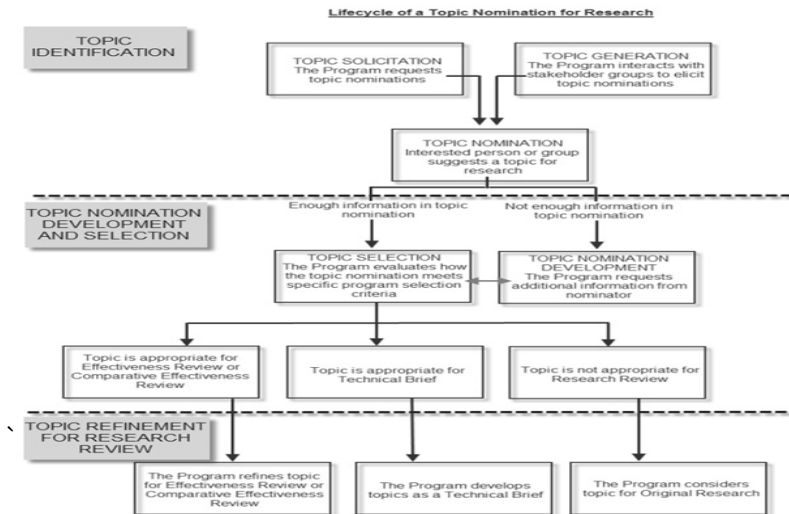 Lifecycle of a Topic Nomination for Research
TOPIC
IDENTIFICATION
TOPIC SOLICITATION
The Program requests
topic nominations
TOPIC GENERATION
The Program interacts with
stakeholder groups to elicit
topic nominations
TOPIC NOMINATION
Interested person or group
suggests a topic for
research
TOPIC NOMINATION
DEVELOPMENT
AND SELECTION
Enough information in topic
nomination
Not enough information in
topic nomination
TOPIC SELECTION
The Program evaluates how
the topic nomination meets
specific program selection
criteria
TOPIC NOMINATION
DEVELOPMENT
The Program requests
additional information from
nominator
Topic is appropriate for
Effectiveness Review or
Comparative Effectiveness
Review
Topic is appropriate for
Technical Brief
Topic is not appropriate for
Research Review
`
TOPIC REFINEMENT
FOR RESEARCH
REVIEW
The Program refines topic
for Effectiveness Review or
Comparative Effectiveness
Review
The Program develops
topics as a Technical Brief
The Program considers
topic for Original Research